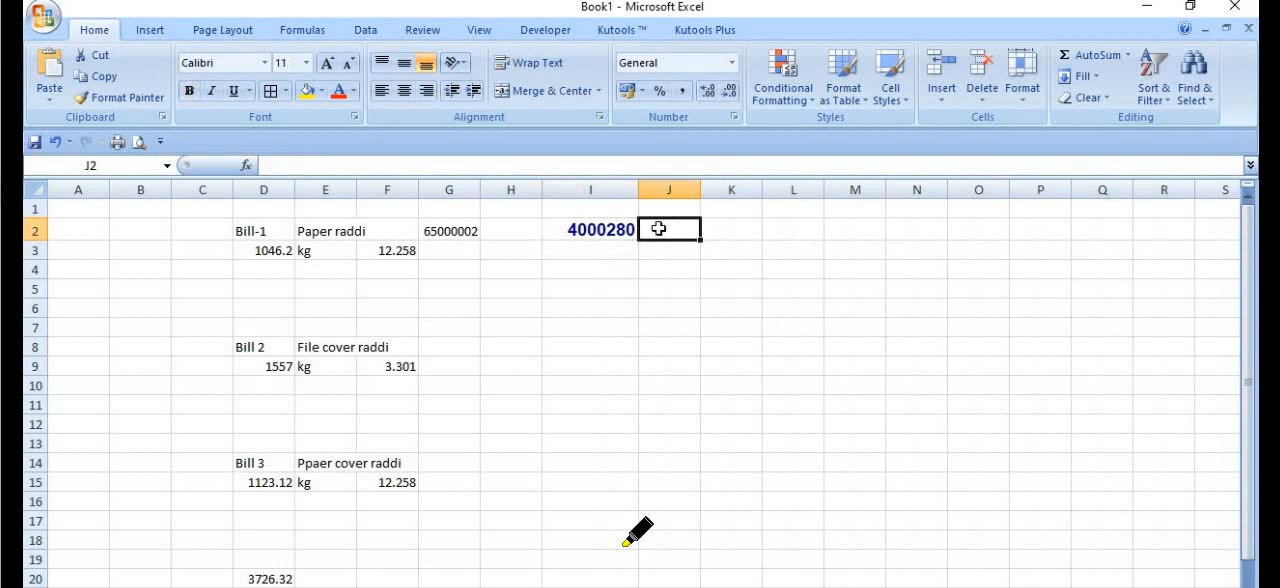 Book1 - Microsoft Excel
Home Insert Page Layout Formulas Data Review View Developer Kutools ™ Kutools Plus
Cut
Copy
Format Painter
Paste
Clipboard
Calibri 11
B I U
Font
Wrap Text
Merge & Center
Alignment
General
% , .0 .00 .00 .0
Number
Conditional Formatting
Format as Table
Cell Styles
Styles
Insert Delete Format
Cells
Σ AutoSum
Fill
Clear
Sort & Filter
Find & Select
Editing
J2 fx
A B C D E F G H I J K L M N O P Q R S
1
2 Bill-1 Paper raddi 65000002 4000280
3 1046.2 kg 12.258
4
5
6
7
8 Bill 2 File cover raddi
9 1557 kg 3.301
10
11
12
13
14 Bill 3 Ppaer cover raddi
15 1123.12 kg 12.258
16
17
18
19
20 3726.32